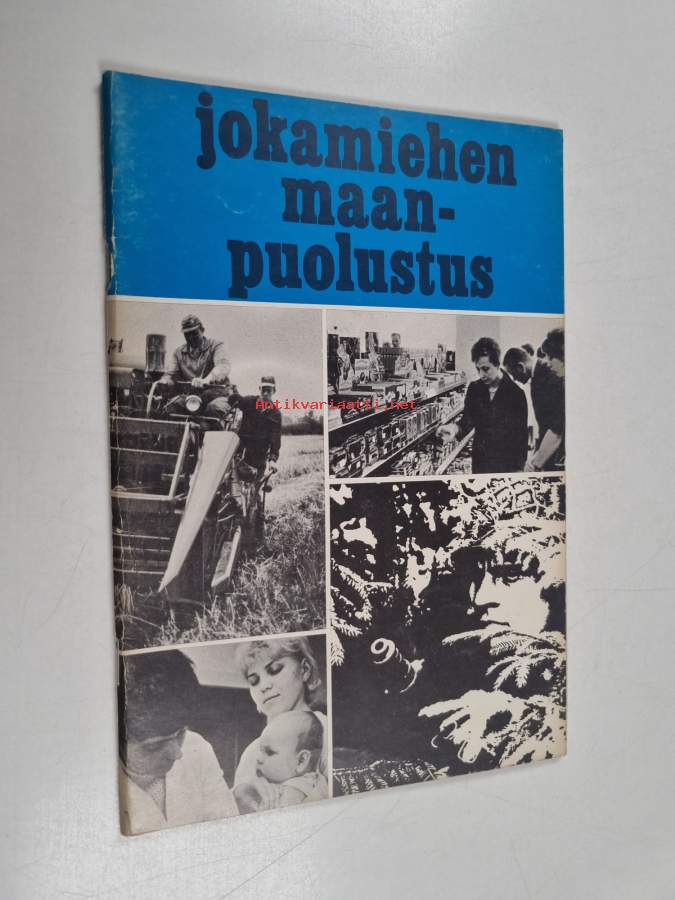 jokamiehen
maan-
puolustus
Antikvariaatti.net